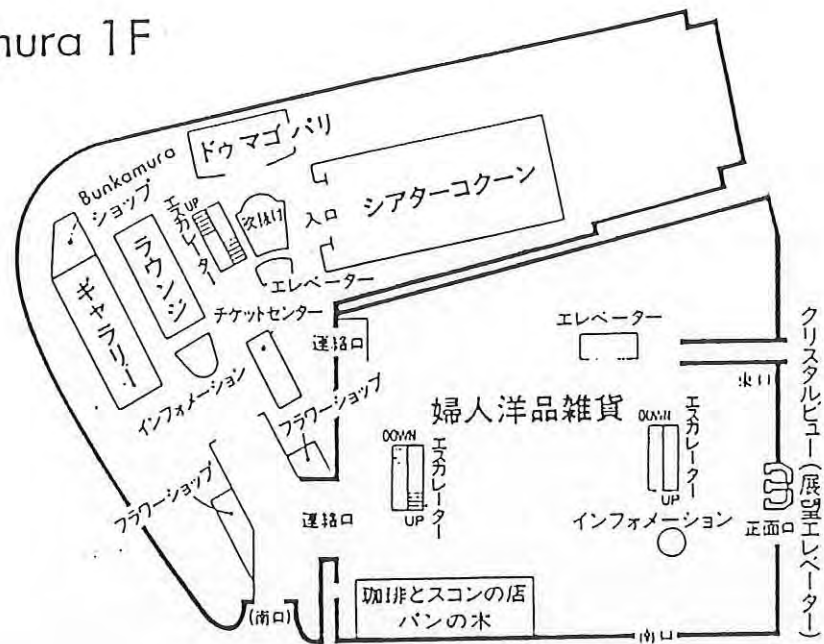 mura 1F
ドゥ マゴ パリ
Bunkamura
ショップ
エスカレーター
UP
吹抜け
入口
シアターコクーン
ラウンジ
ギャラリー
エレベーター
チケットセンター
連絡口
エレベーター
インフォメーション
フラワーショップ
婦人洋品雑貨
DOWN
エスカレーター
UP
DOWN
エスカレーター
UP
インフォメーション
クリスタルビュー(展望エレベーター)
正面口
フラワーショップ
連絡口
(南口)
珈琲とスコンの店
南口